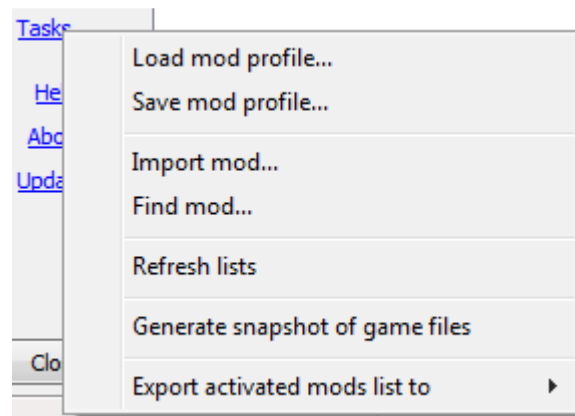 Tasks
Load mod profile...
Save mod profile...
Import mod...
Find mod...
Refresh lists
Generate snapshot of game files
Export activated mods list to